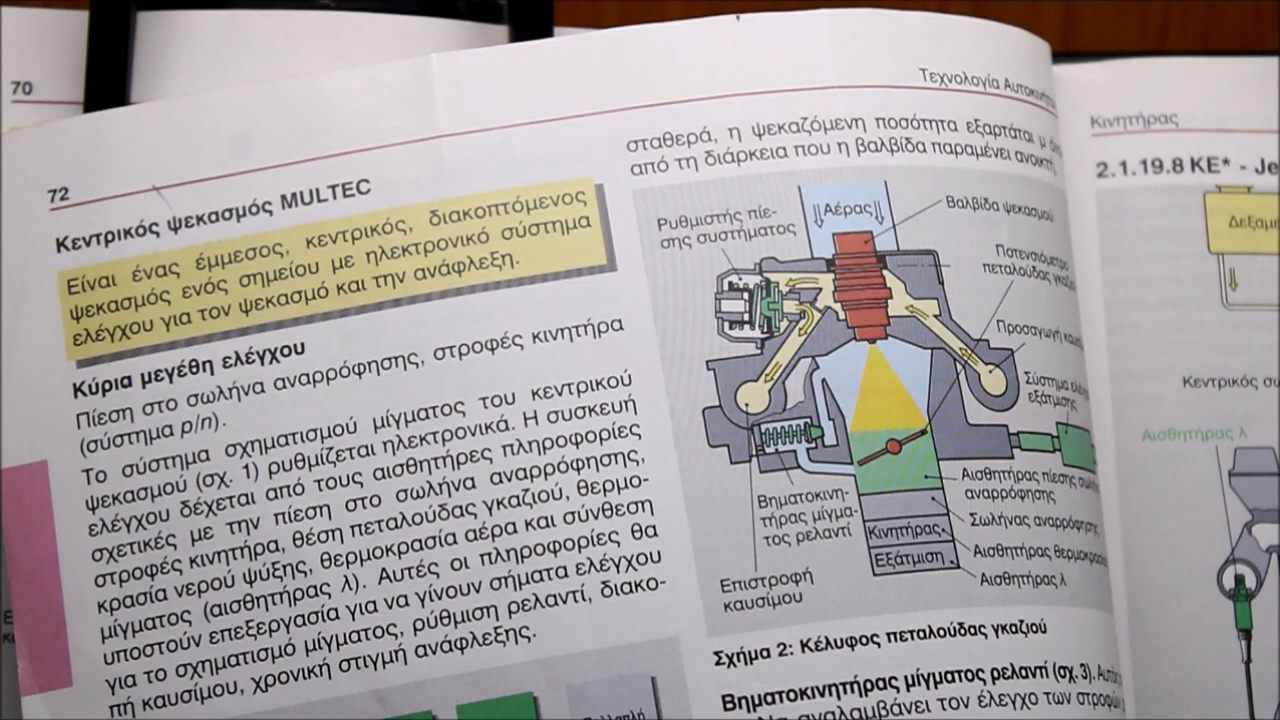 70
Τεχνολογία
72
Κεντρικός ψεκασμός MULTEC
Είναι ένας έμμεσος, κεντρικός, διακοπτόμενος
ψεκασμός ενός σημείου με ηλεκτρονικό σύστημα
ελέγχου για τον ψεκασμό και την ανάφλεξη.
Κύρια μεγέθη ελέγχου
Πίεση στο σωλήνα αναρρόφησης, στροφές κινητήρα
(σύστημα p/n).
Το σύστημα σχηματισμού μίγματος του κεντρικού
ψεκασμού (σχ. 1) ρυθμίζεται ηλεκτρονικά. Η συσκευή
ελέγχου δέχεται από τους αισθητήρες πληροφορίες
σχετικές με την πίεση στο σωλήνα αναρρόφησης,
στροφές κινητήρα, θέση πεταλούδας γκαζιού, θερμο-
κρασία νερού ψύξης, θερμοκρασία αέρα και σύνθεση
μίγματος (αισθητήρας λ). Αυτές οι πληροφορίες θα
υποστούν επεξεργασία για να γίνουν σήματα ελέγχου
για το σχηματισμό μίγματος, ρύθμιση ρελαντί, διακο-
πή καυσίμου, χρονική στιγμή ανάφλεξης.
σταθερά, η ψεκαζόμενη ποσότητα εξαρτάται
από τη διάρκεια που η βαλβίδα παραμένει ανοικτή
Ρυθμιστής πίε-
σης συστήματος
Αέρας
Βαλβίδα ψεκασμού
Ποτενσιόμετρο
πεταλούδας γκαζιού
Προσαγωγή
Σύστημα
εξάτμισης
Αισθητήρας πίεσης
αναρρόφησης
Σωλήνας αναρρόφησης
Αισθητήρας
Αισθητήρας λ
Κινητήρας
Εξάτμιση
Βηματοκινη-
τήρας μίγμα-
τος ρελαντί
Επιστροφή
καυσίμου
Σχήμα 2: Κέλυφος πεταλούδας γκαζιού
Βηματοκινητήρας μίγματος ρελαντί (σχ. 3).
Να αναλαμβάνει τον έλεγχο των στροφών
Κινητήρας
2.1.19.8 KE* - Je
Δεξαμε
Κεντρικός
Αισθητήρας λ